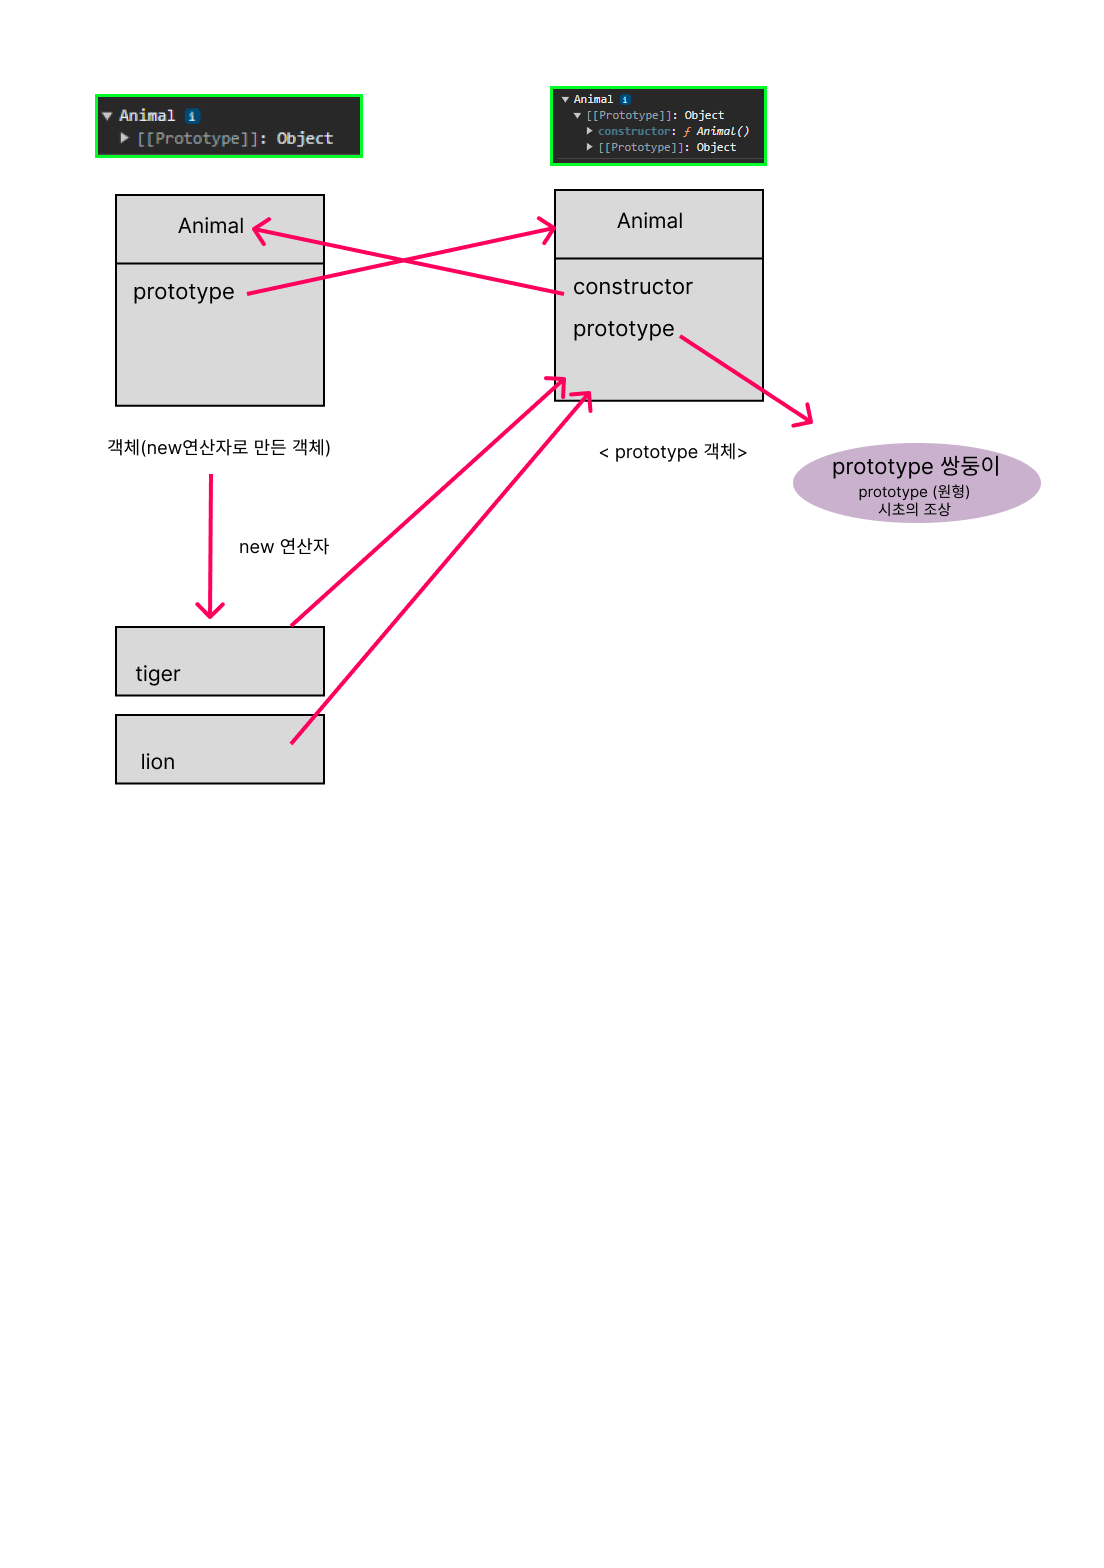 Animal i
[[Prototype]]: Object
Animal i
[[Prototype]]: Object
constructor: ƒ Animal()
[[Prototype]]: Object
Animal
prototype
Animal
constructor
prototype
객체(new연산자로 만든 객체)
< prototype 객체>
prototype 쌍둥이
prototype (원형)
시초의 조상
new 연산자
tiger
lion